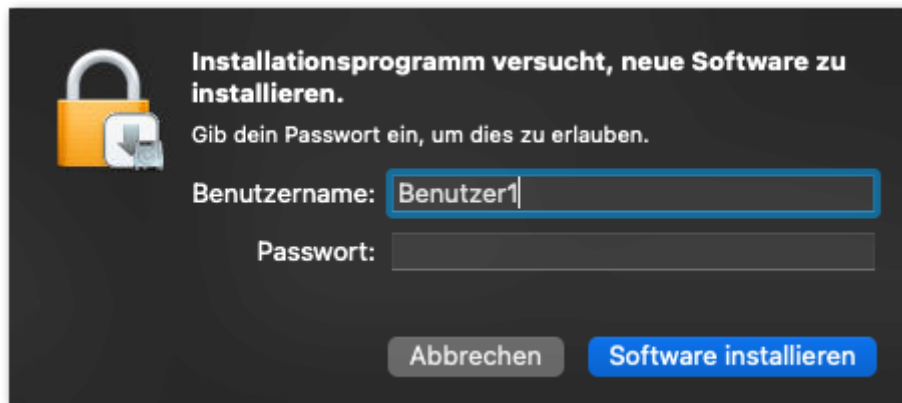 Installationsprogramm versucht, neue Software zu
installieren.
Gib dein Passwort ein, um dies zu erlauben.
Benutzername: Benutzer1
Passwort:
Abbrechen Software installieren